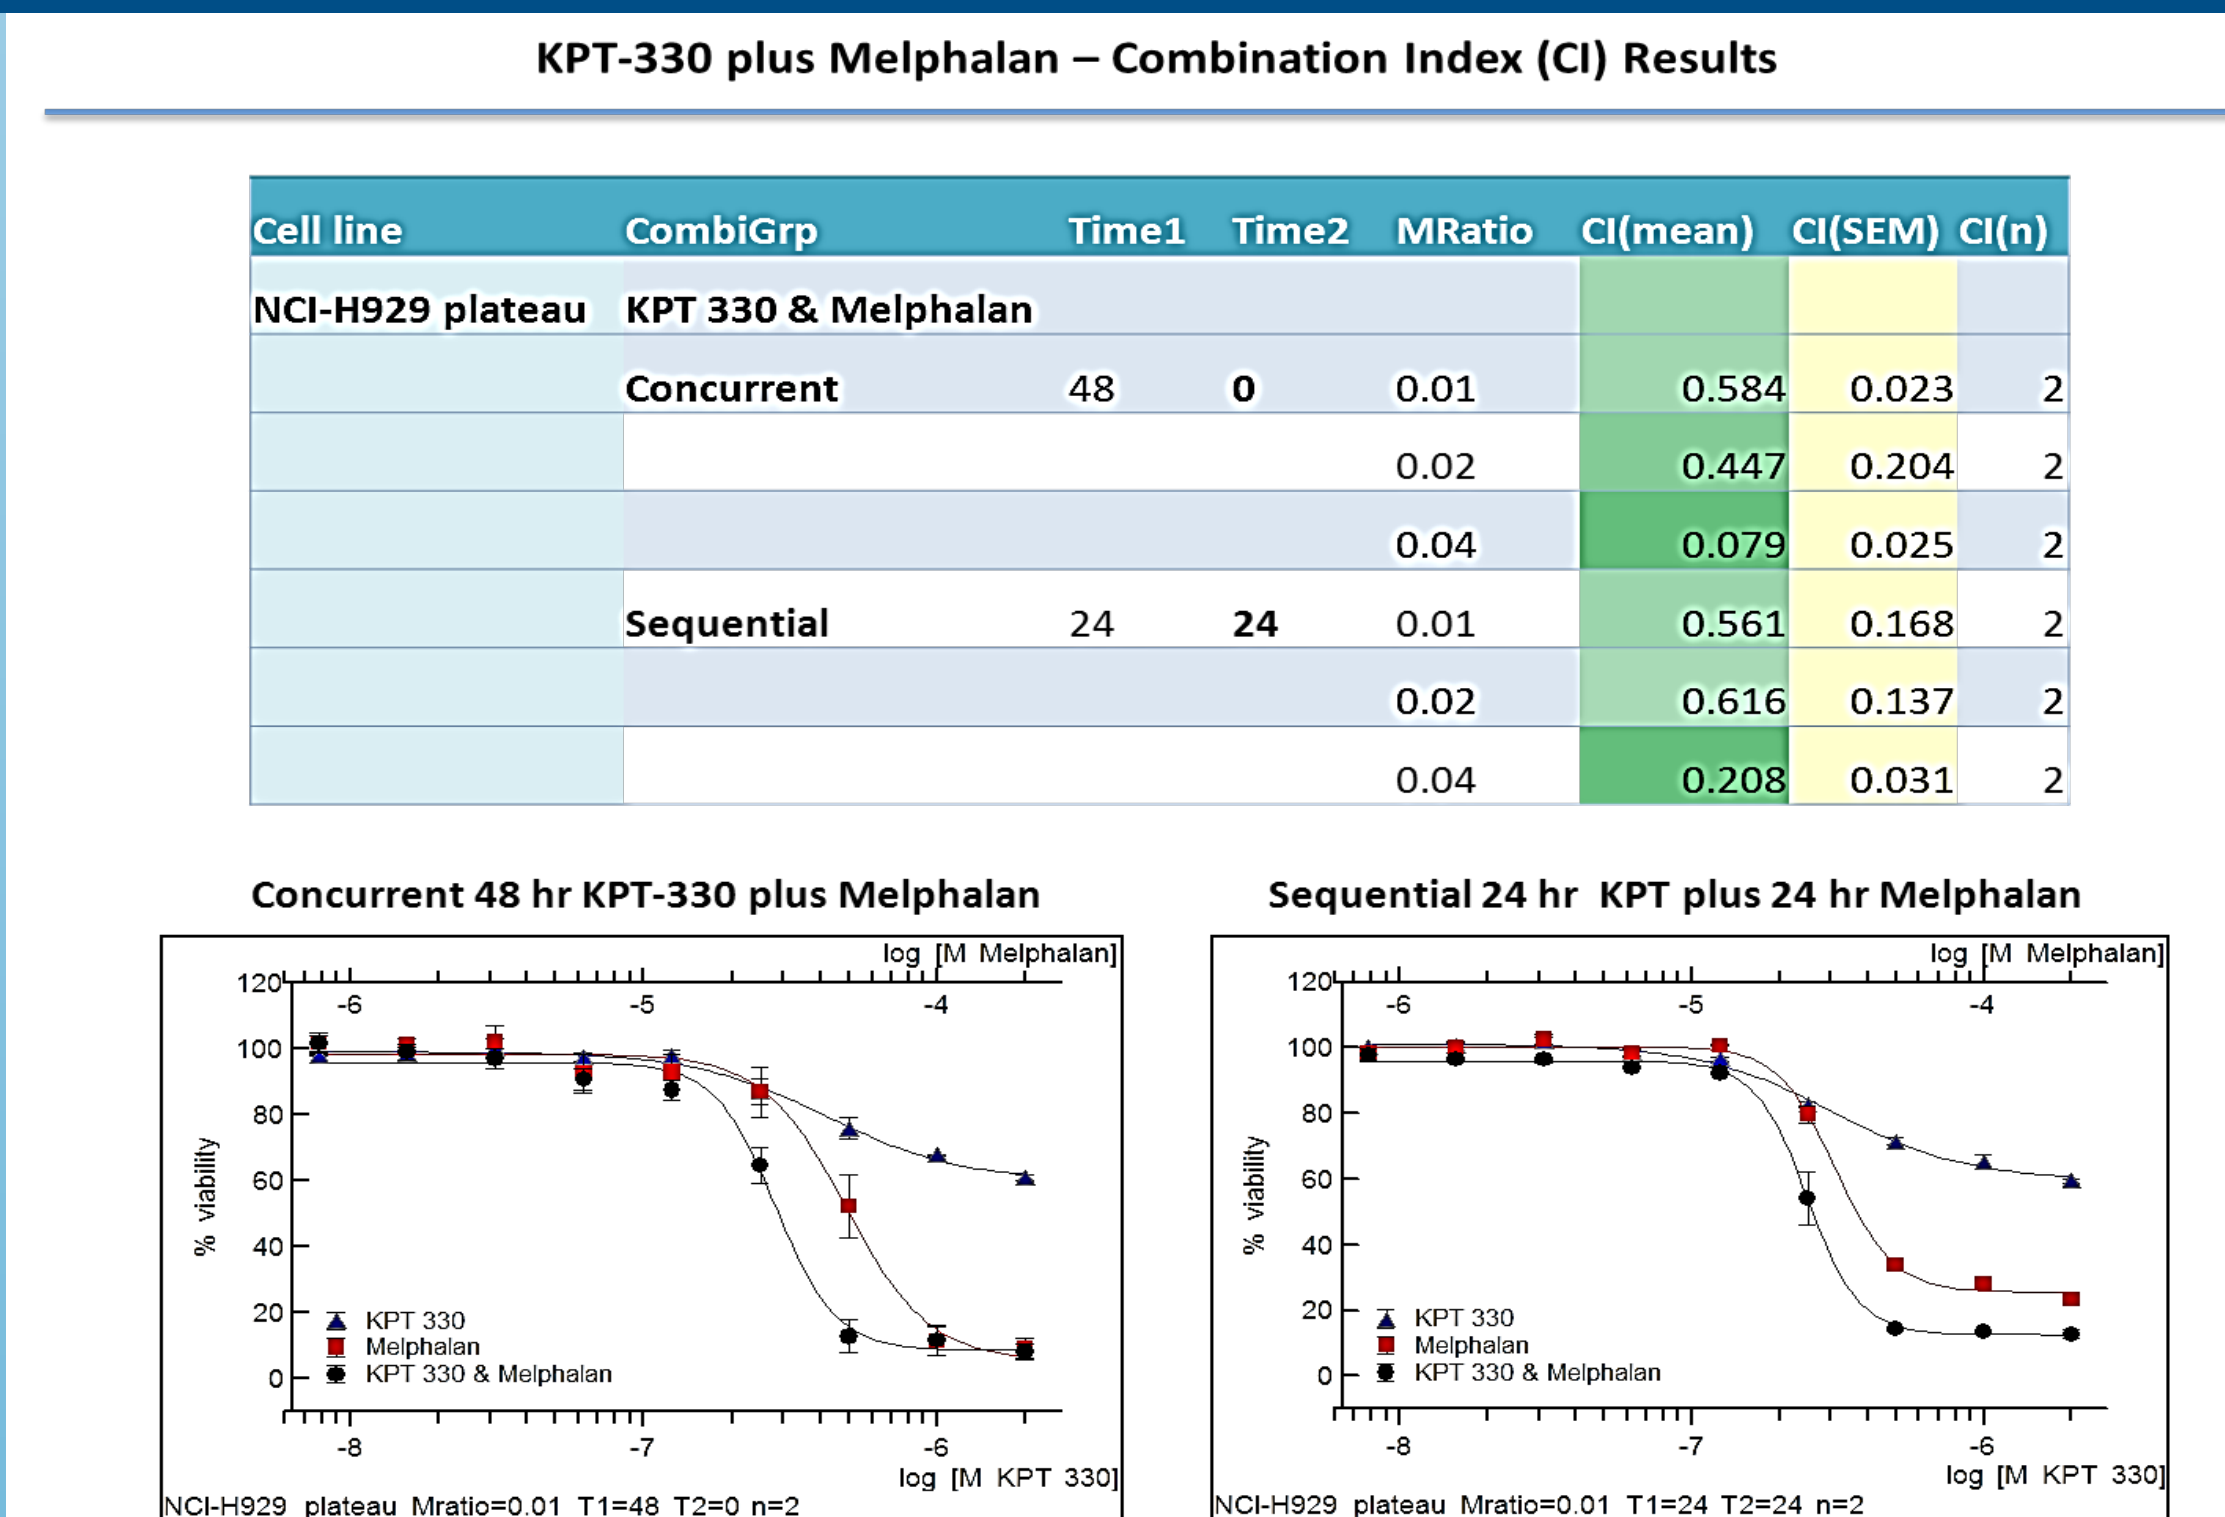 KPT-330 plus Melphalan – Combination Index (CI) Results
Cell line CombiGrp Time1 Time2 MRatio CI(mean) CI(SEM) CI(n)
NCI-H929 plateau KPT 330 & Melphalan
Concurrent 48 0 0.01 0.584 0.023 2
0.02 0.447 0.204 2
0.04 0.079 0.025 2
Sequential 24 24 0.01 0.561 0.168 2
0.02 0.616 0.137 2
0.04 0.208 0.031 2
Concurrent 48 hr KPT-330 plus Melphalan
log [M Melphalan]
-6 -5 -4
120
100
80
60
40
20
0
% viability
KPT 330
Melphalan
KPT 330 & Melphalan
-8 -7 -6
log [M KPT 330]
NCI-H929 plateau Mratio=0.01 T1=48 T2=0 n=2
Sequential 24 hr KPT plus 24 hr Melphalan
log [M Melphalan]
-6 -5 -4
120
100
80
60
40
20
0
% viability
KPT 330
Melphalan
KPT 330 & Melphalan
-8 -7 -6
log [M KPT 330]
NCI-H929 plateau Mratio=0.01 T1=24 T2=24 n=2